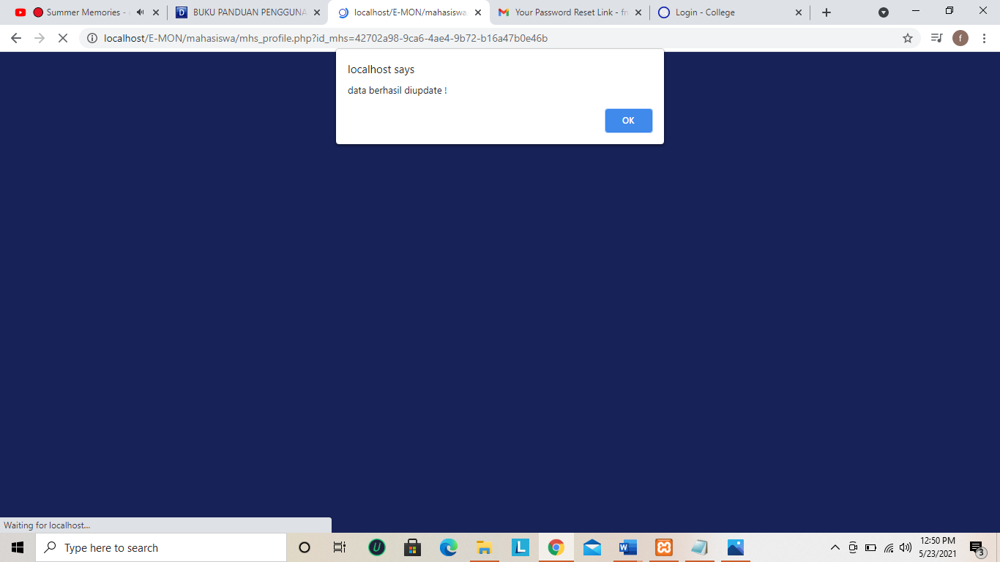 Summer Memories -
BUKU PANDUAN PENGGUNA
localhost/E-MON/mahasiswa
Your Password Reset Link - fn
Login - College
localhost/E-MON/mahasiswa/mhs_profile.php?id_mhs=42702a98-9ca6-4ae4-9b72-b16a47b0e46b
f
localhost says
data berhasil diupdate !
OK
Waiting for localhost...
Type here to search
12:50 PM
5/23/2021
3